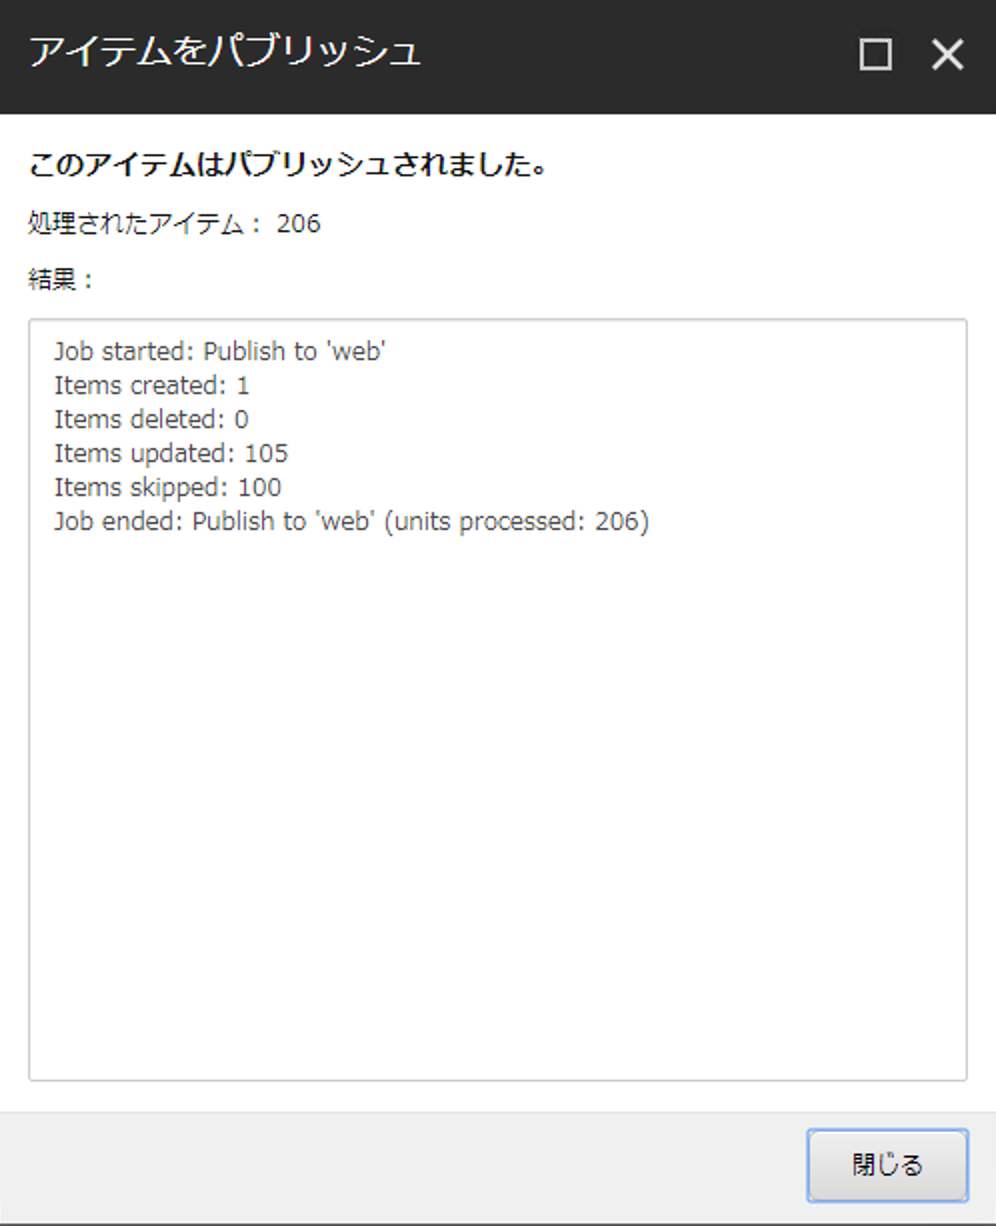 アイテムをパブリッシュ
このアイテムはパブリッシュされました。
処理されたアイテム： 206
結果：
Job started: Publish to 'web'
Items created: 1
Items deleted: 0
Items updated: 105
Items skipped: 100
Job ended: Publish to 'web' (units processed: 206)
閉じる